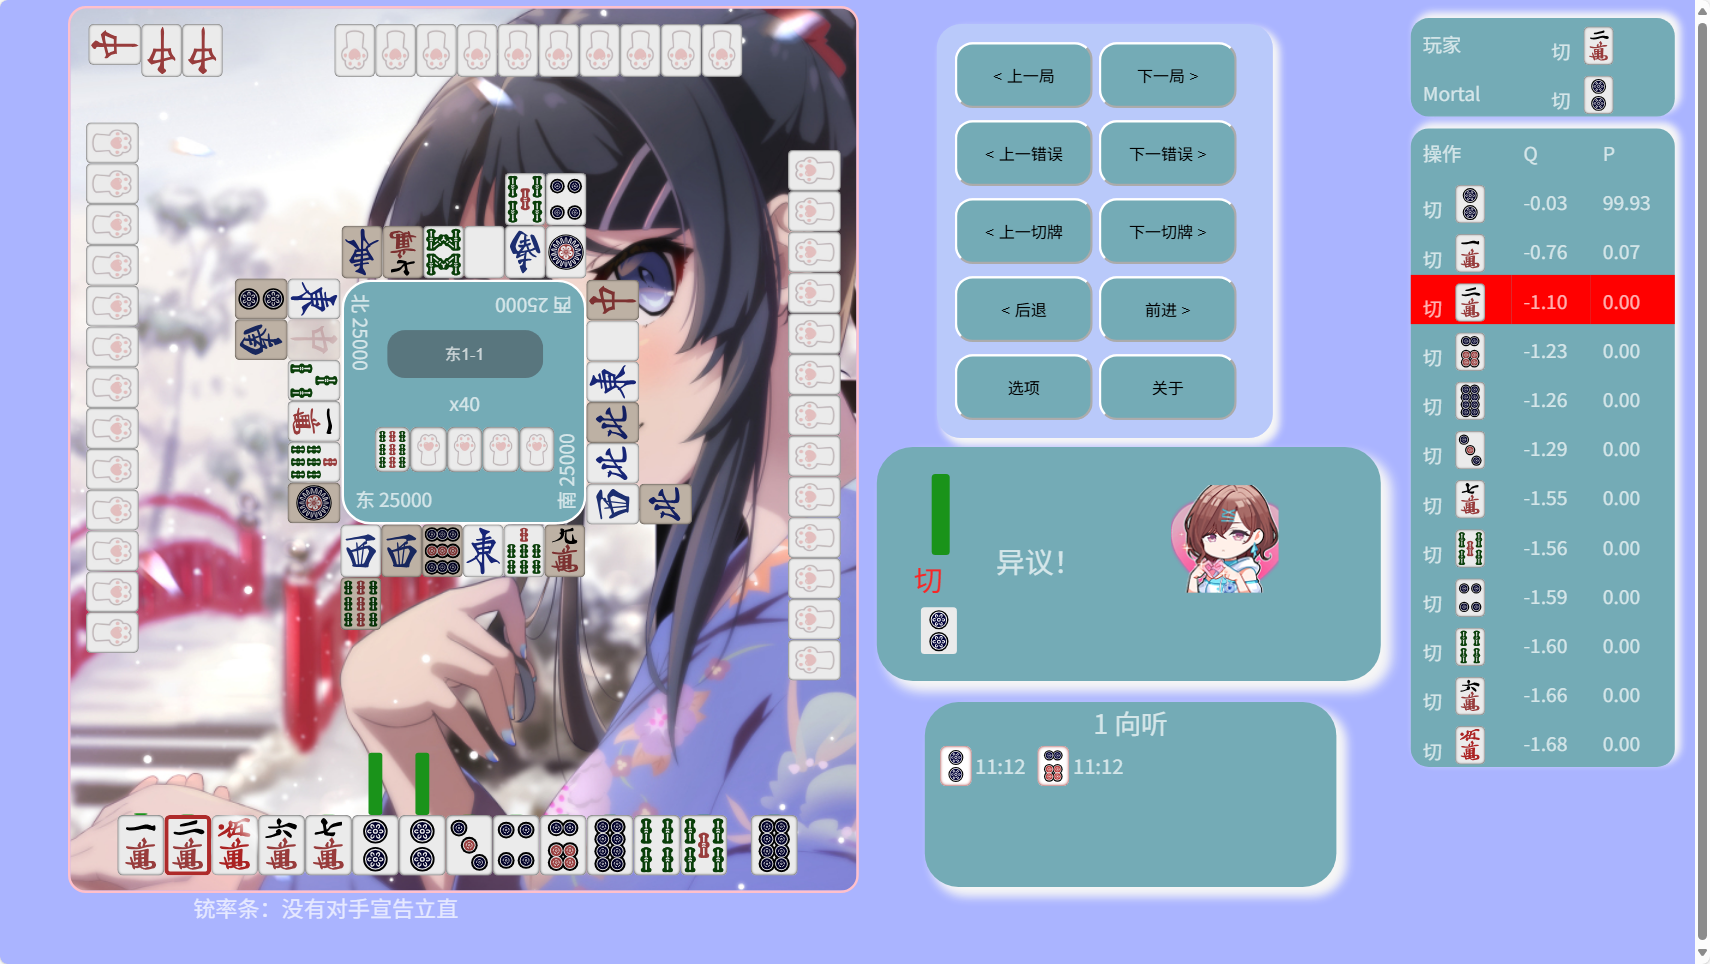 < 上一局
下一局 >
< 上一错误
下一错误 >
< 上一切牌
下一切牌 >
< 后退
前进 >
选项
关于
玩家
切
Mortal
切
操作 Q P
切 -0.03 99.93
切 -0.76 0.07
切 -1.10 0.00
切 -1.23 0.00
切 -1.26 0.00
切 -1.29 0.00
切 -1.55 0.00
切 -1.56 0.00
切 -1.59 0.00
切 -1.60 0.00
切 -1.66 0.00
切 -1.68 0.00
北 25000
西 25000
东1-1
x40
南 25000
东 25000
异议!
切
1 向听
11:12 11:12
铳率条: 没有对手宣告立直